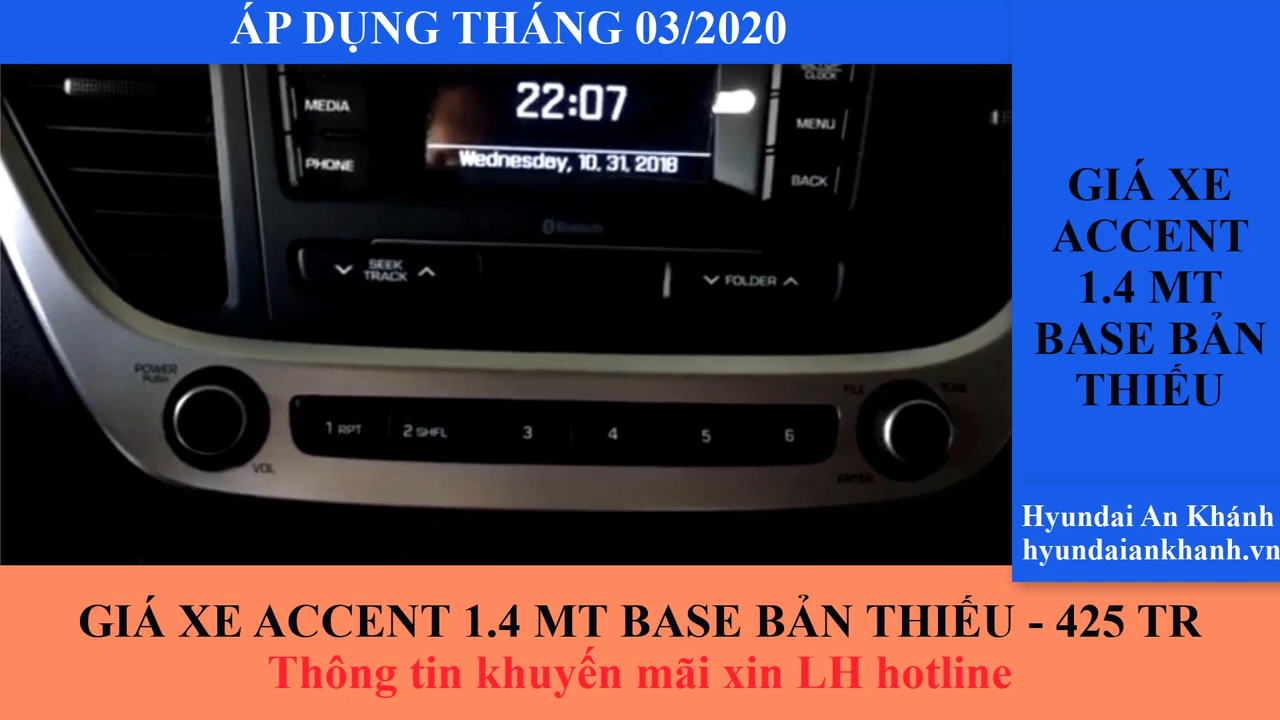 ÁP DỤNG THÁNG 03/2020
MEDIA
22:07
CLOCK
MENU
PHONE
Wednesday, 10. 31. 2018
BACK
Bluetooth
SEEK
TRACK
FOLDER
POWER
PUSH
VOL
1 RPT
2 SHFL
3
4
5
6
FILE
TUNE
ENTER
GIÁ XE
ACCENT
1.4 MT
BASE BẢN
THIẾU
Hyundai An Khánh
hyundaiankhanh.vn
GIÁ XE ACCENT 1.4 MT BASE BẢN THIẾU - 425 TR
Thông tin khuyến mãi xin LH hotline